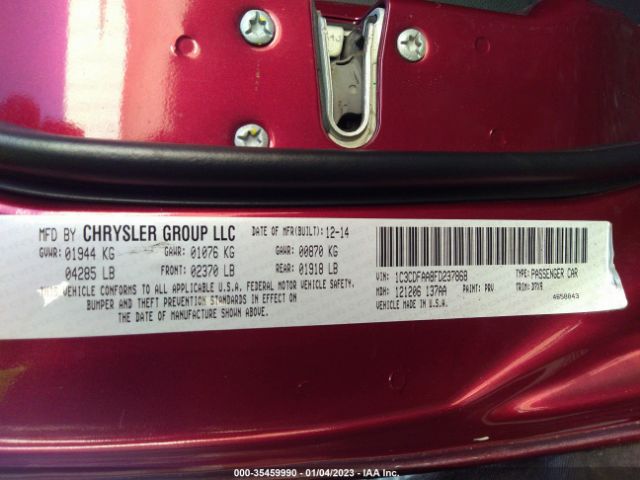 MFD BY CHRYSLER GROUP LLC DATE OF MFR(BUILT): 12-14
GVWR: 01944 KG GAWR: 01076 KG GAWR: 00870 KG
04285 LB FRONT: 02370 LB REAR: 01918 LB
THIS VEHICLE CONFORMS TO ALL APPLICABLE U.S.A. FEDERAL MOTOR VEHICLE SAFETY,
BUMPER AND THEFT PREVENTION STANDARDS IN EFFECT ON
THE DATE OF MANUFACTURE SHOWN ABOVE.
VIN: 1C3CDFAA8FD237868 TYPE: PASSENGER CAR
MDH: 121206 137AA PAINT: PRV TRIM:
VEHICLE MADE IN U.S.A. 4658043
000-35459990 - 01/04/2023 - IAA Inc.